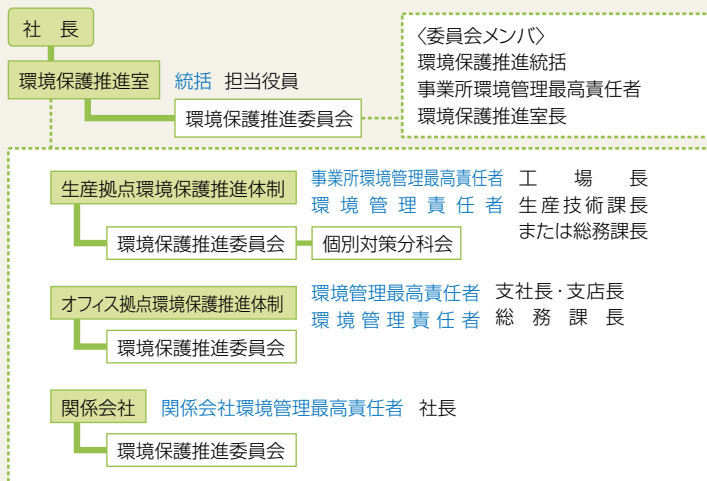 社 長
環境保護推進室 統括 担当役員
環境保護推進委員会
〈委員会メンバ〉
環境保護推進統括
事業所環境管理最高責任者
環境保護推進室長
生産拠点環境保護推進体制 事業所環境管理最高責任者 工場長
環境管理責任者 生産技術課長
または総務課長
環境保護推進委員会 個別対策分科会
オフィス拠点環境保護推進体制 環境管理最高責任者 支社長・支店長
環境管理責任者 総務課長
環境保護推進委員会
関係会社 関係会社環境管理最高責任者 社長
環境保護推進委員会